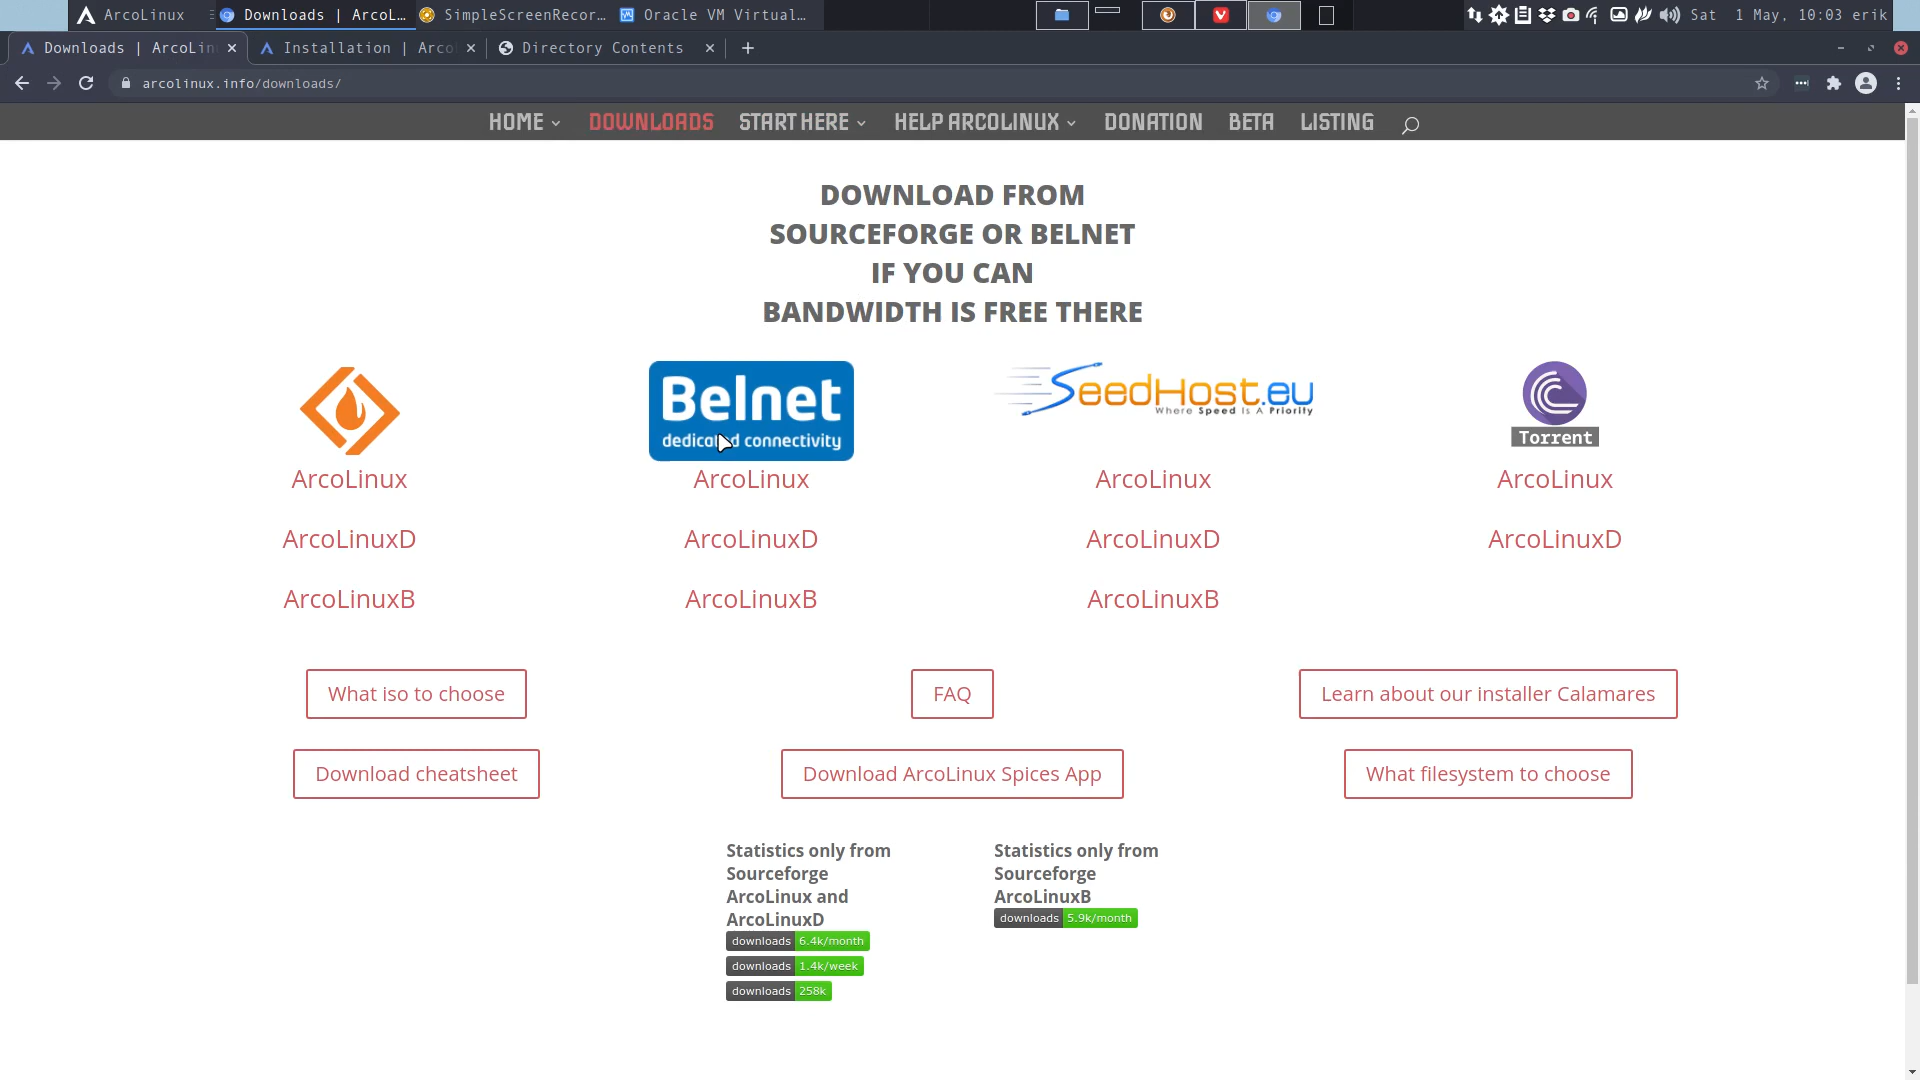 ArcoLinux
Downloads | ArcoL…
SimpleScreenRecor…
Oracle VM Virtual…
Sat 1 May, 10:03 erik
Downloads | ArcoLin
Installation | Arco
Directory Contents
arcolinux.info/downloads/
HOME
DOWNLOADS
START HERE
HELP ARCOLINUX
DONATION
BETA
LISTING
DOWNLOAD FROM
SOURCEFORGE OR BELNET
IF YOU CAN
BANDWIDTH IS FREE THERE
Belnet
dedicated connectivity
SeedHost.eu
Where Speed Is A Priority
Torrent
ArcoLinux
ArcoLinux
ArcoLinux
ArcoLinux
ArcoLinuxD
ArcoLinuxD
ArcoLinuxD
ArcoLinuxD
ArcoLinuxB
ArcoLinuxB
ArcoLinuxB
What iso to choose
FAQ
Learn about our installer Calamares
Download cheatsheet
Download ArcoLinux Spices App
What filesystem to choose
Statistics only from
Sourceforge
ArcoLinux and
ArcoLinuxD
downloads 6.4k/month
downloads 1.4k/week
downloads 258k
Statistics only from
Sourceforge
ArcoLinuxB
downloads 5.9k/month